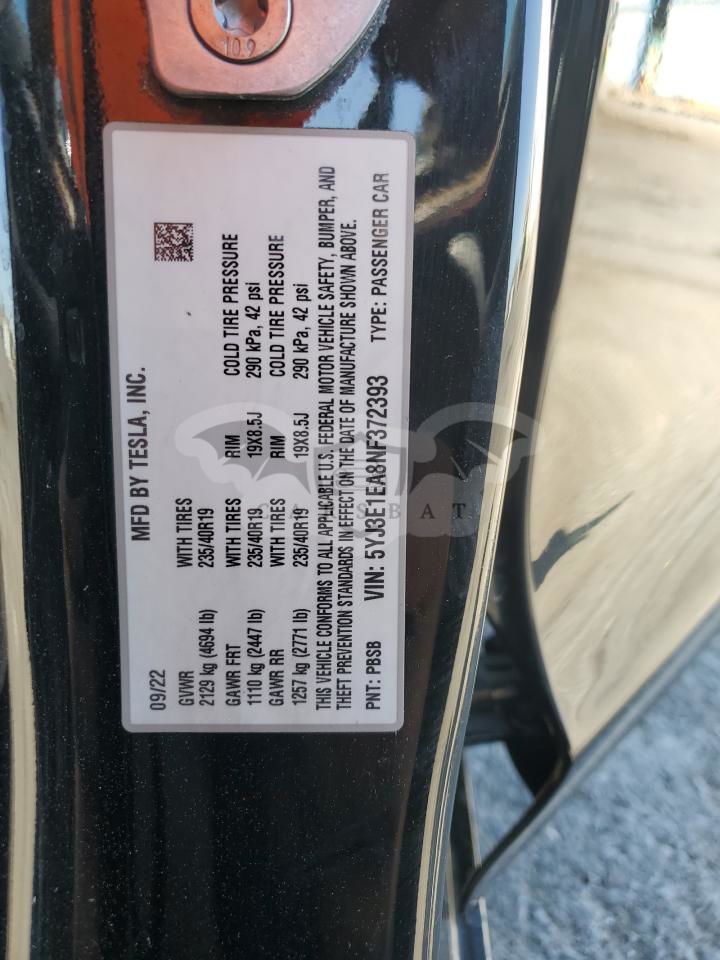 10.9
MFD BY TESLA, INC.
09/22
GVWR WITH TIRES
2129 kg (4694 lb) 235/40R19
GAWR FRT WITH TIRES RIM COLD TIRE PRESSURE
1110 kg (2447 lb) 235/40R19 19X8.5J 290 kPa, 42 psi
GAWR RR WITH TIRES RIM COLD TIRE PRESSURE
1257 kg (2771 lb) 235/40R19 19X8.5J 290 kPa, 42 psi
THIS VEHICLE CONFORMS TO ALL APPLICABLE U.S. FEDERAL MOTOR VEHICLE SAFETY, BUMPER, AND
THEFT PREVENTION STANDARDS IN EFFECT ON THE DATE OF MANUFACTURE SHOWN ABOVE.
PNT: PBSB VIN: 5YJ3E1EA8NF372393 TYPE: PASSENGER CAR